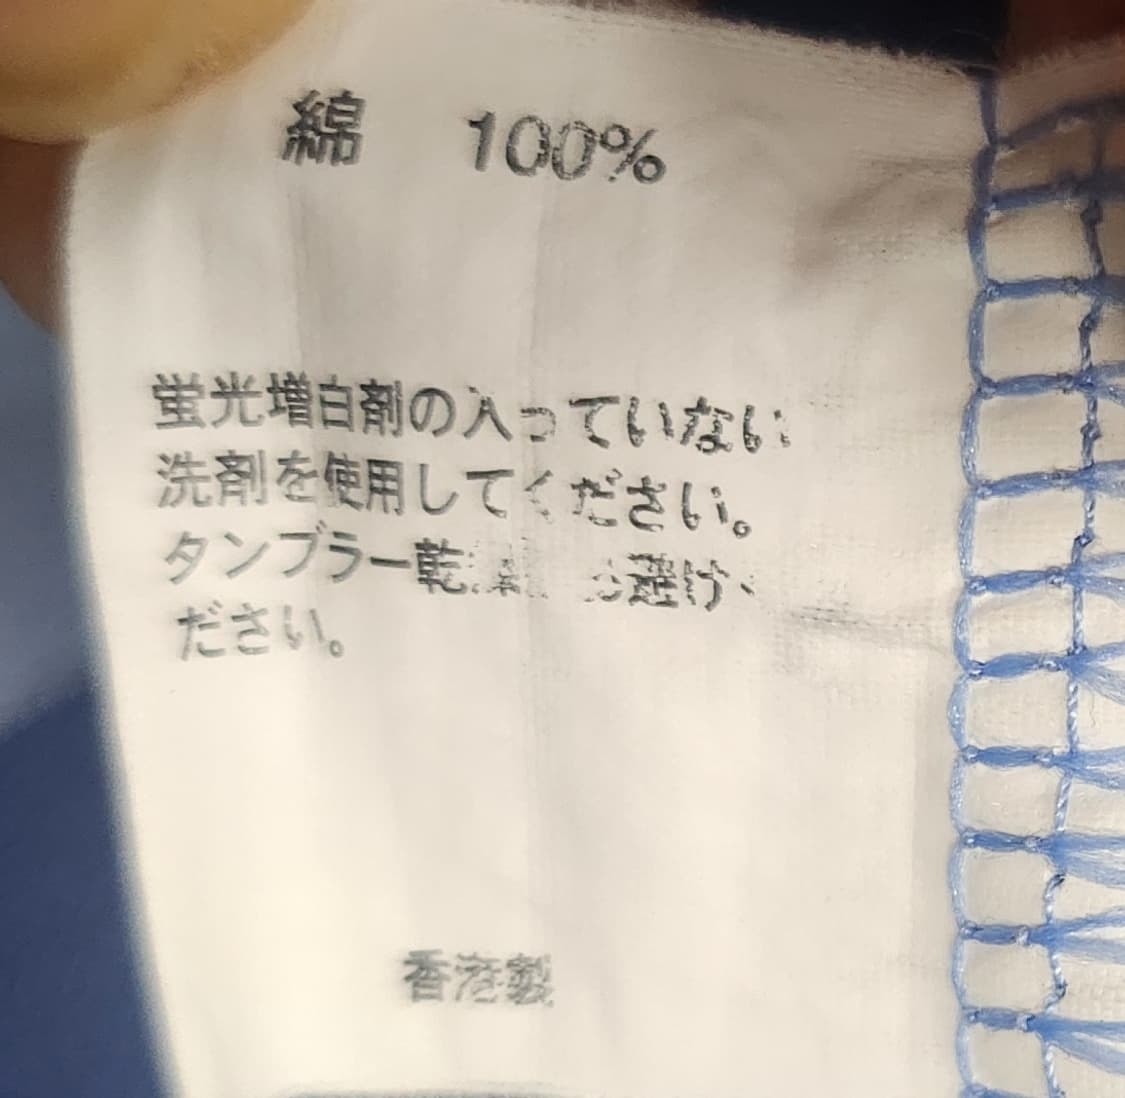 綿 100%
蛍光増白剤の入っていない
洗剤を使用してください。
タンブラー乾 避け
ださい。
香港製